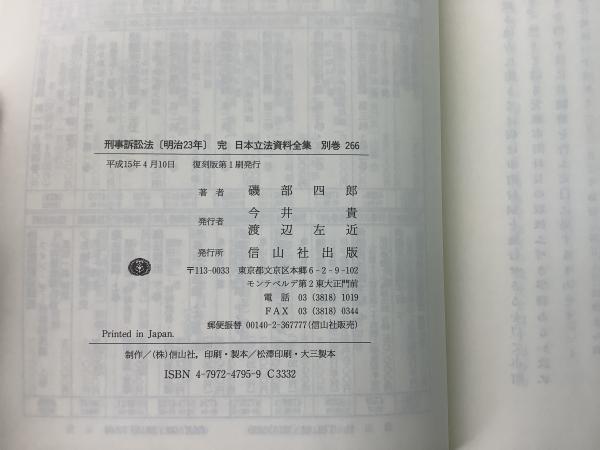 刑事訴訟法〔明治23年〕 完 日本立法資料全集 別巻 266
平成15年4月10日 復刻版第1刷発行
著者 磯部四郎
発行者 今井貴
渡辺左近
発行所 信山社出版
〒113-0033 東京都文京区本郷6-2-9-102
モンテベルデ第2東大正門前
電話 03 (3818) 1019
FAX 03 (3818) 0344
郵便振替 00140-2-367777(信山社販売)
Printed in Japan.
制作/(株)信山社，印刷・製本/松澤印刷・大三製本
ISBN 4-7972-4795-9 C3332